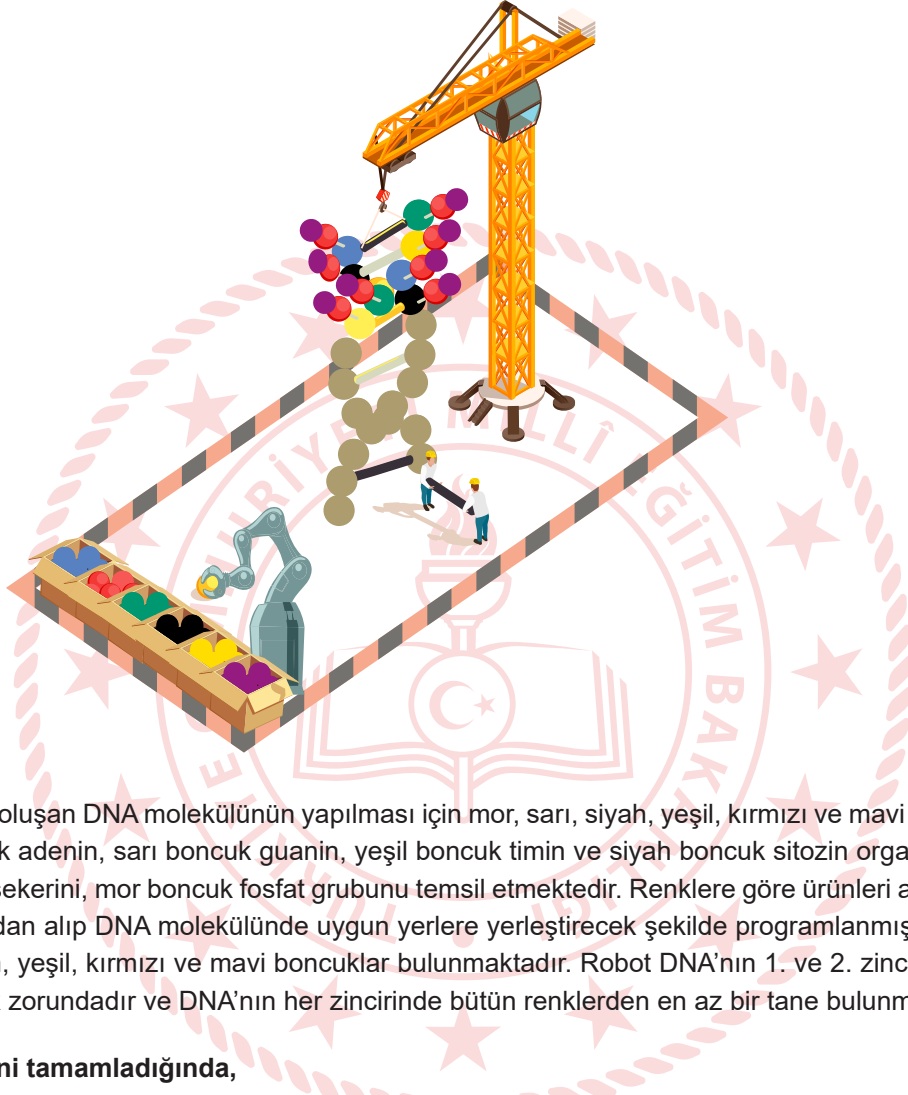 oluşan DNA molekülünün yapılması için mor, sarı, siyah, yeşil, kırmızı ve mavi
k adenin, sarı boncuk guanin, yeşil boncuk timin ve siyah boncuk sitozin orga
şekerini, mor boncuk fosfat grubunu temsil etmektedir. Renklere göre ürünleri a
dan alıp DNA molekülünde uygun yerlere yerleştirecek şekilde programlanmış
, yeşil, kırmızı ve mavi boncuklar bulunmaktadır. Robot DNA’nın 1. ve 2. zinc
zorundadır ve DNA’nın her zincirinde bütün renklerden en az bir tane bulunm
ni tamamladığında,